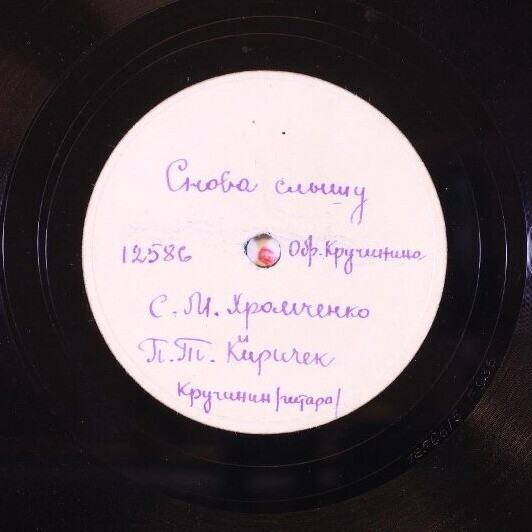 Снова слышу
12586 Обр. Кручинина
С. М. Хромченко
и
П. Т. Киричек
Кручинин /гитара/